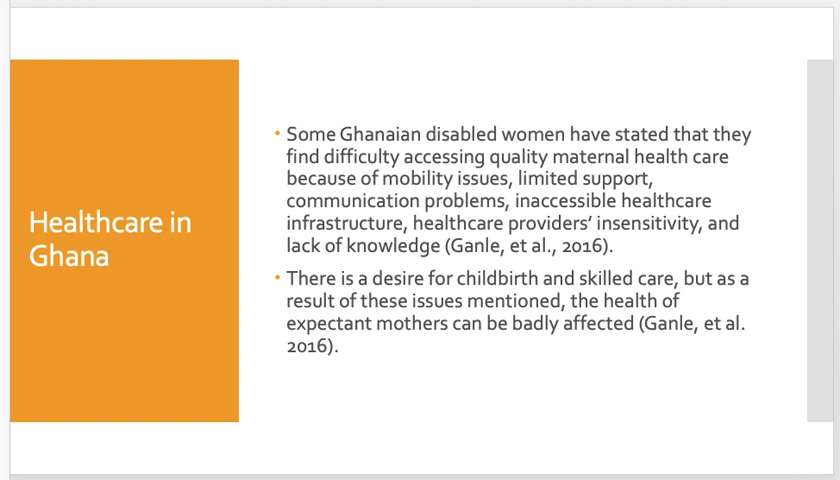 Healthcare in
Ghana
• Some Ghanaian disabled women have stated that they
find difficulty accessing quality maternal health care
because of mobility issues, limited support,
communication problems, inaccessible healthcare
infrastructure, healthcare providers’ insensitivity, and
lack of knowledge (Ganle, et al., 2016).
• There is a desire for childbirth and skilled care, but as a
result of these issues mentioned, the health of
expectant mothers can be badly affected (Ganle, et al.
2016).